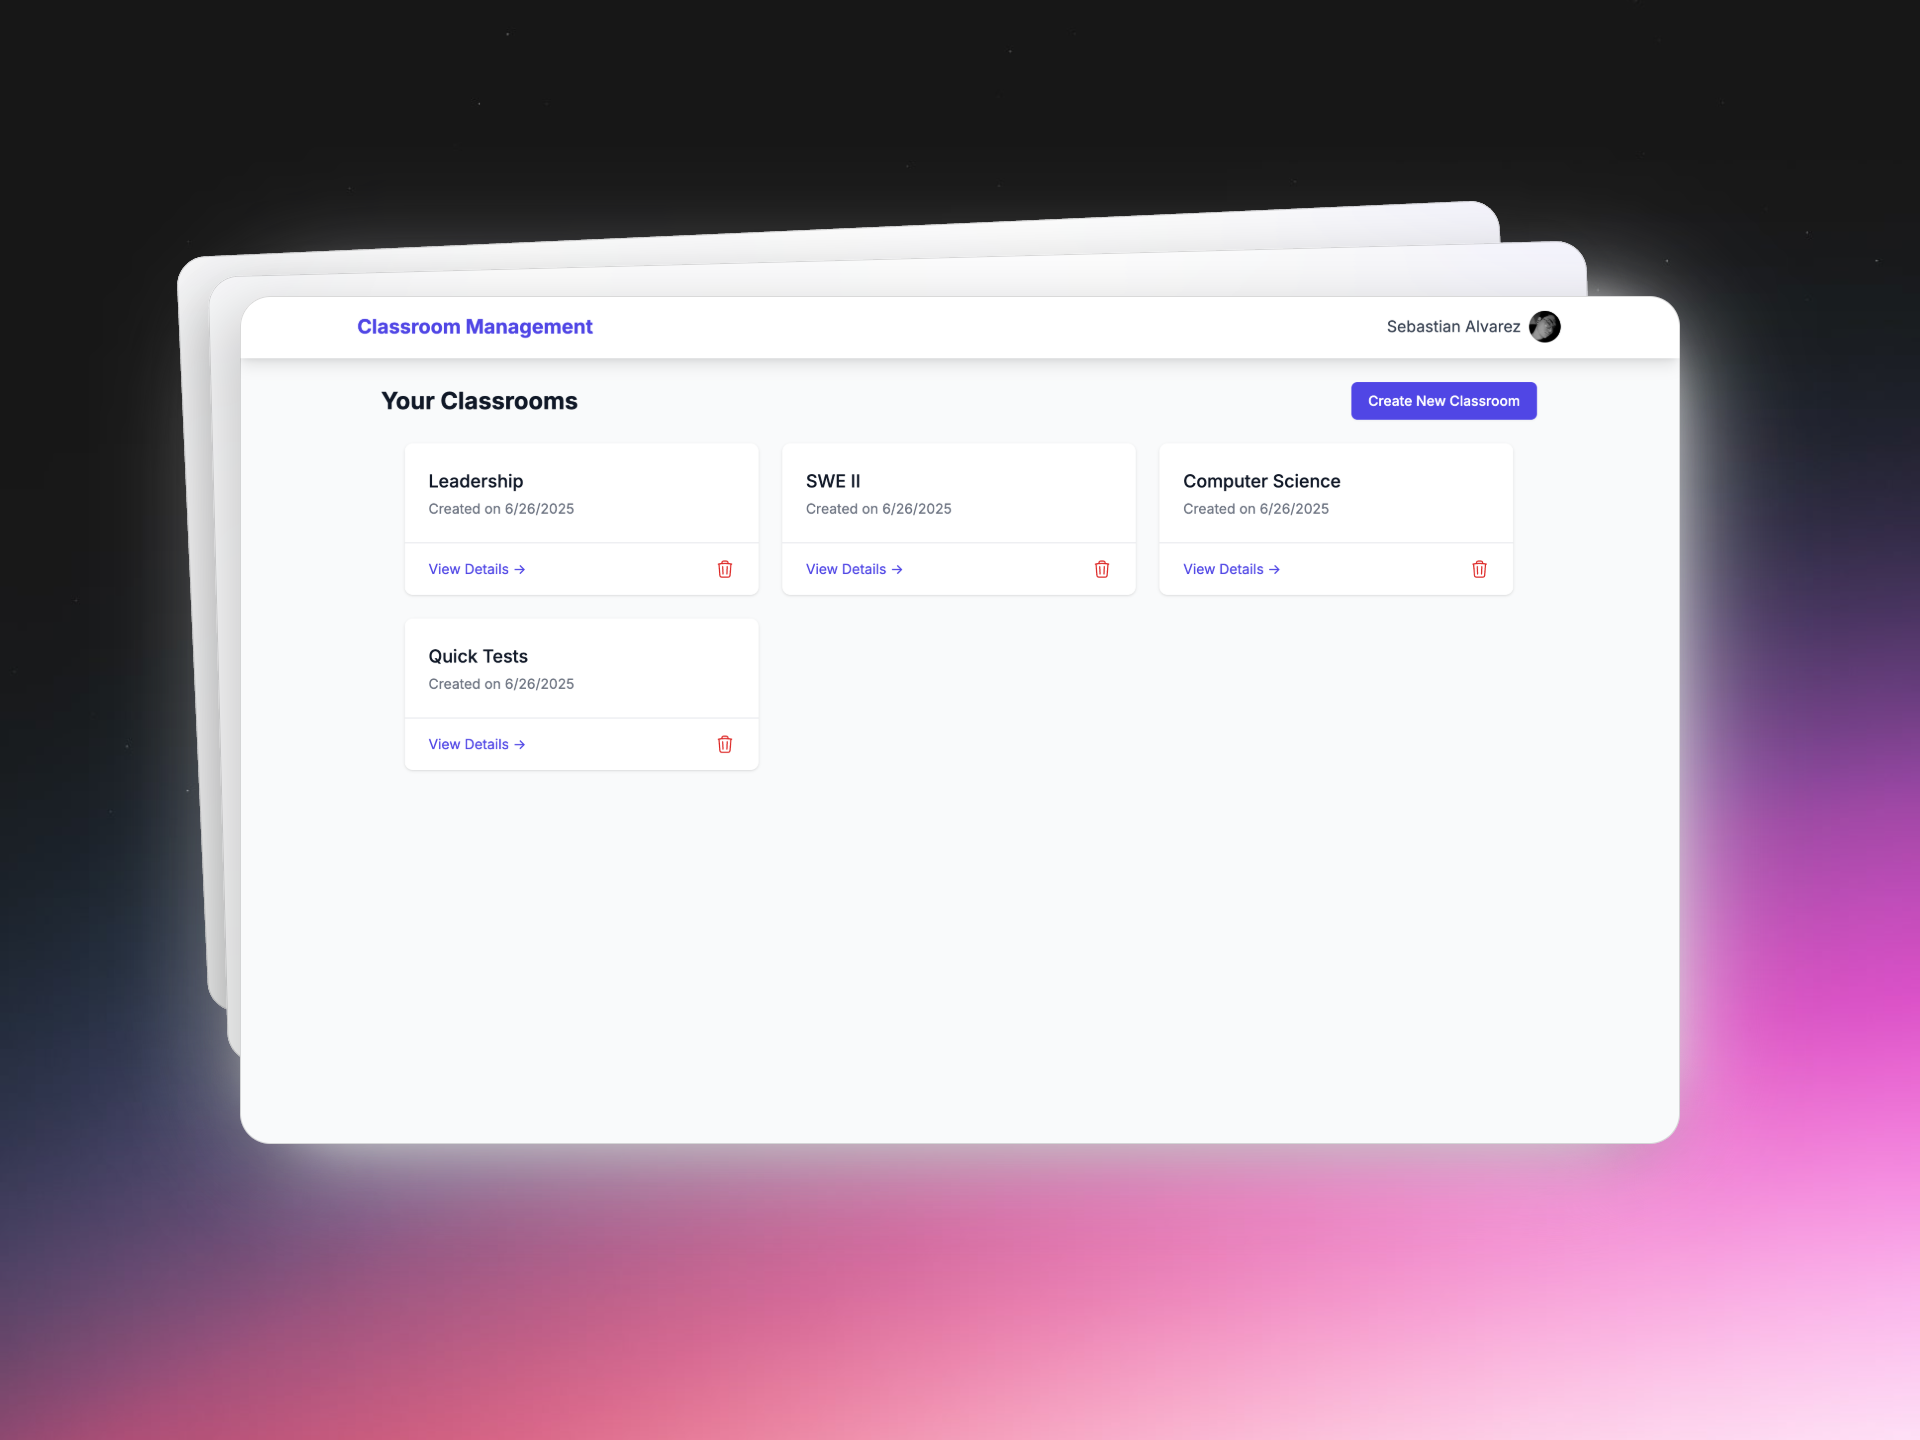 Classroom Management
Sebastian Alvarez
Your Classrooms
Create New Classroom
Leadership
Created on 6/26/2025
View Details →
SWE II
Created on 6/26/2025
View Details →
Computer Science
Created on 6/26/2025
View Details →
Quick Tests
Created on 6/26/2025
View Details →